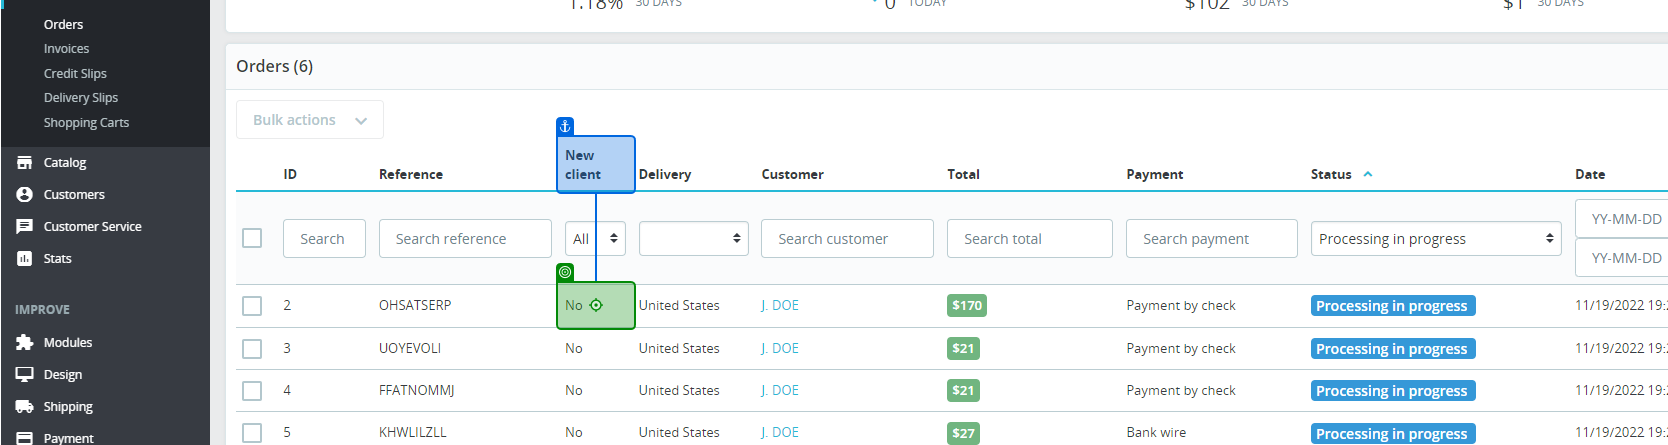 1.18% 30 DAYS 0 TODAY $102 30 DAYS $1 30 DAYS
Orders
Invoices
Credit Slips
Delivery Slips
Shopping Carts
Catalog
Customers
Customer Service
Stats
IMPROVE
Modules
Design
Shipping
Payment
Orders (6)
Bulk actions
ID Reference New client Delivery Customer Total Payment Status Date
Search Search reference All Search customer Search total Search payment Processing in progress YY-MM-DD
YY-MM-DD
2 OHSATSERP No United States J. DOE $170 Payment by check Processing in progress 11/19/2022 19:2
3 UOYEVOLI No United States J. DOE $21 Payment by check Processing in progress 11/19/2022 19:2
4 FFATNOMMJ No United States J. DOE $21 Payment by check Processing in progress 11/19/2022 19:2
5 KHWLILZLL No United States J. DOE $27 Bank wire Processing in progress 11/19/2022 19:2